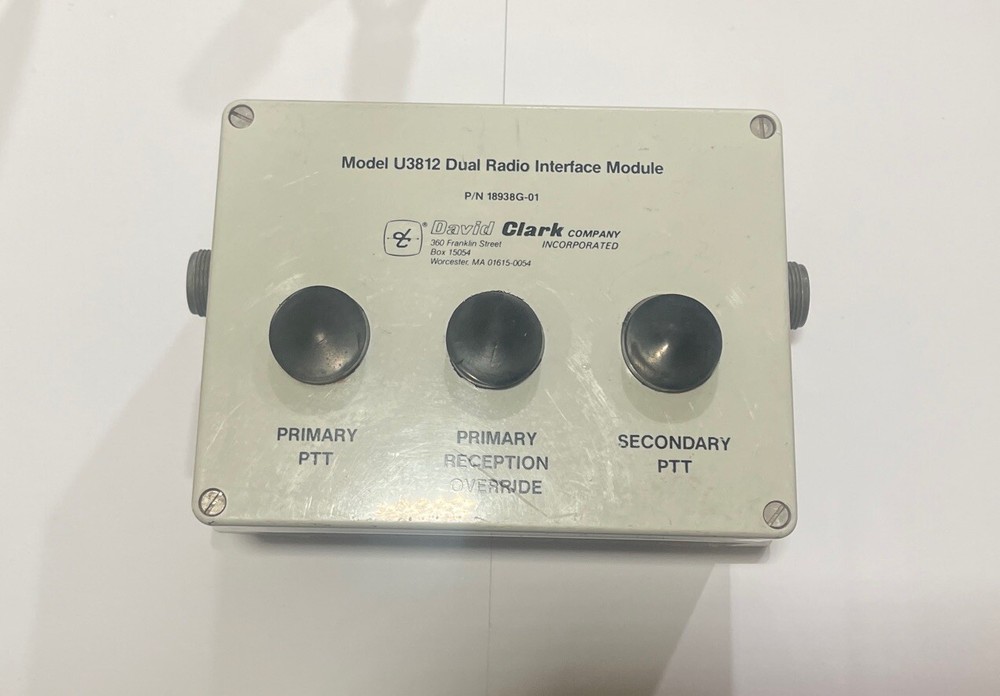 Model U3812 Dual Radio Interface Module
P/N 18938G-01
dc® David Clark COMPANY
INCORPORATED
360 Franklin Street
Box 15054
Worcester, MA 01615-0054
PRIMARY
PTT
PRIMARY
RECEPTION
OVERRIDE
SECONDARY
PTT